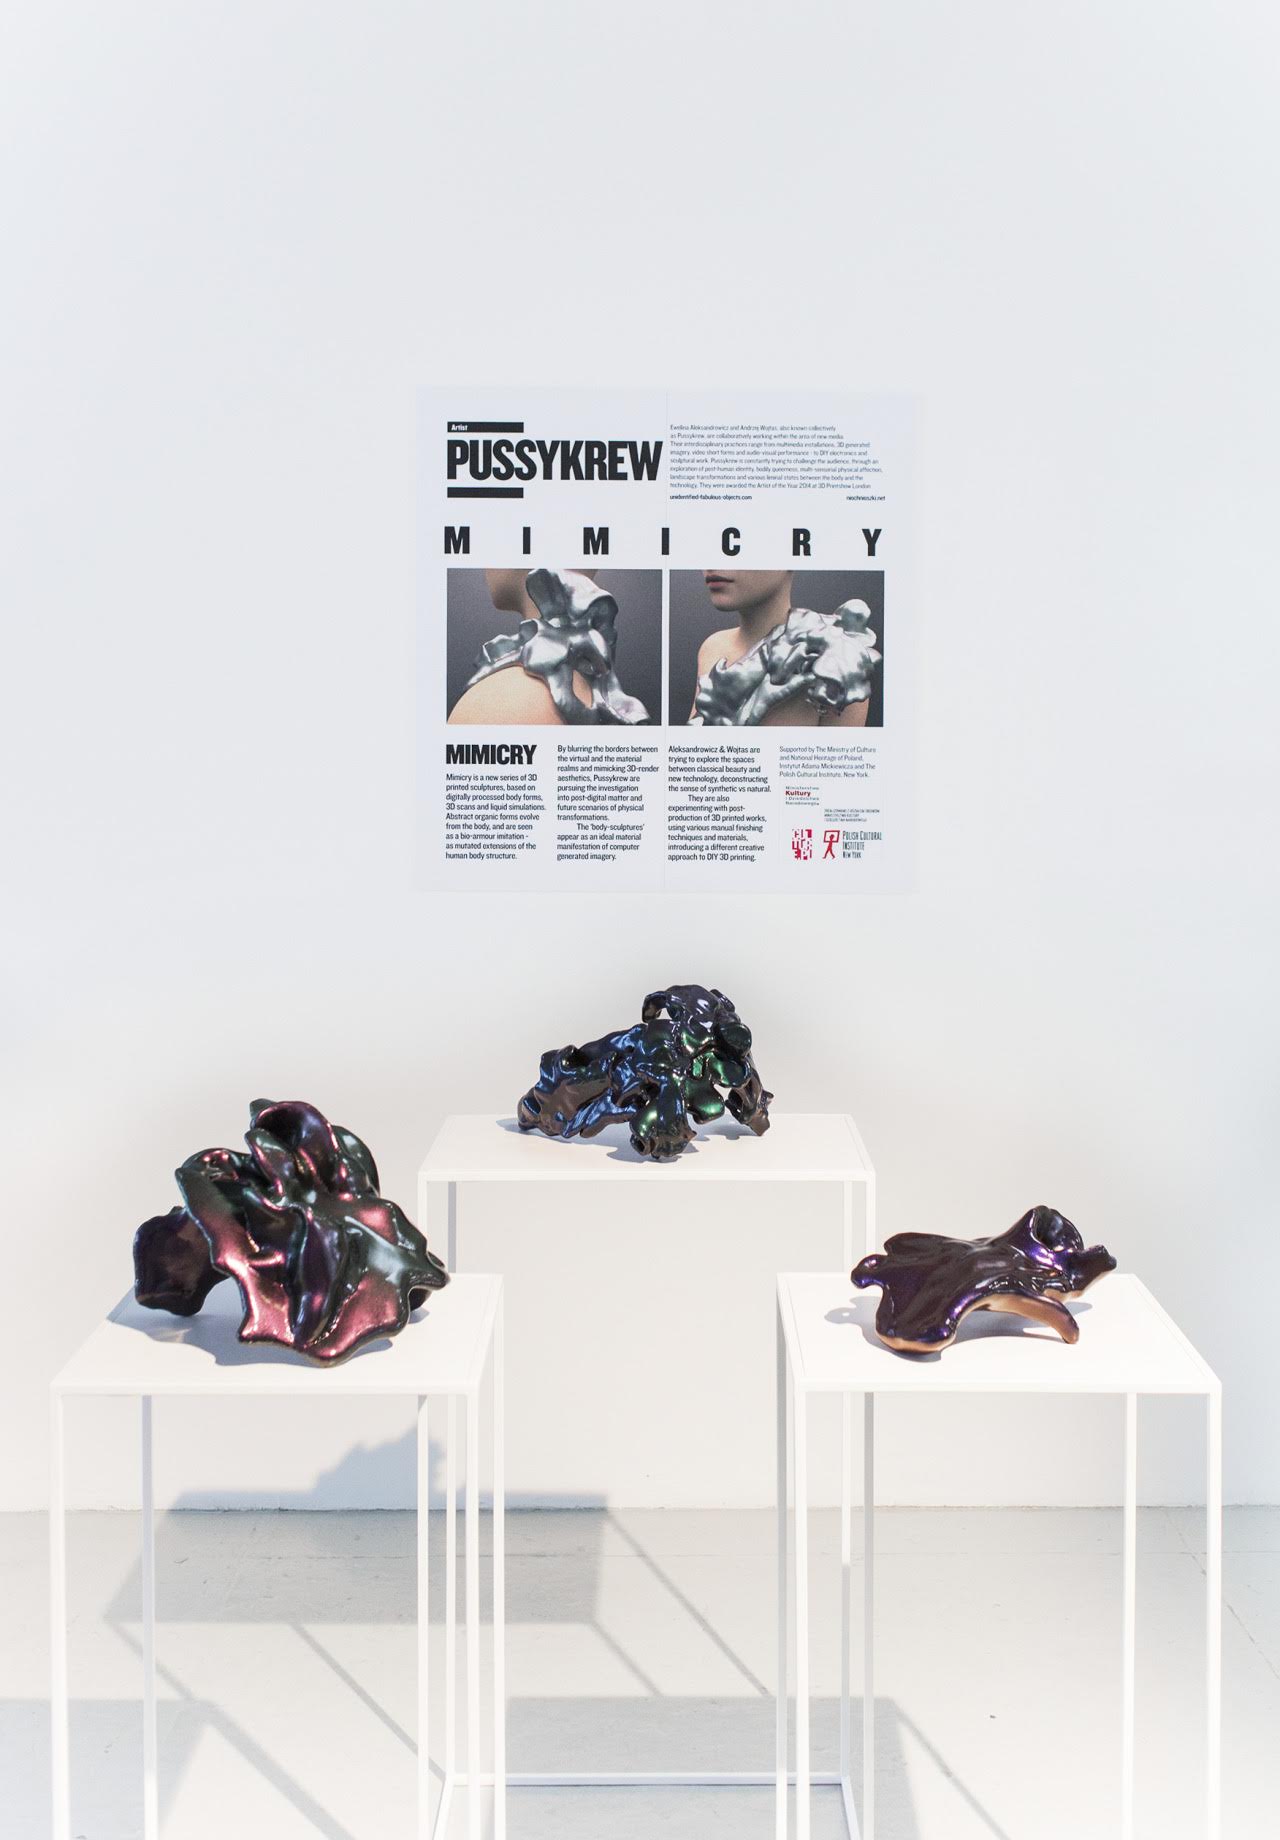 Artist
PUSSYKREW
Ewelina Aleksandrowicz and Andrzej Wojtas, also known collectively
as Pussykrew, are collaboratively working within the area of new media.
Their interdisciplinary practices range from multimedia installations, 3D generated
imagery, video short forms and audio-visual performance - to DIY electronics and
sculptural work. Pussykrew is constantly trying to challenge the audience, through an
exploration of post-human identity, bodily queerness, multi-sensorial physical affection,
landscape transformations and various liminal states between the body and the
technology. They were awarded the Artist of the Year 2014 at 3D Printshow London
unidentified-fabulous-objects.com
nechnoszki.net
MIMICRY
MIMICRY
Mimicry is a new series of 3D
printed sculptures, based on
digitally processed body forms,
3D scans and liquid simulations.
Abstract organic forms evolve
from the body, and are seen
as a bio-armour imitation -
as mutated extensions of the
human body structure.
By blurring the borders between
the virtual and the material
realms and mimicking 3D-render
aesthetics, Pussykrew are
pursuing the investigation
into post-digital matter and
future scenarios of physical
transformations.
The 'body-sculptures'
appear as an ideal material
manifestation of computer
generated imagery.
Aleksandrowicz & Wojtas are
trying to explore the spaces
between classical beauty and
new technology, deconstructing
the sense of synthetic vs natural.
They are also
experimenting with post-
production of 3D printed works,
using various manual finishing
techniques and materials,
introducing a different creative
approach to DIY 3D printing.
Supported by The Ministry of Culture
and National Heritage of Poland,
Instytut Adama Mickiewicza and The
Polish Cultural Institute, New York.
Ministerstwo
Kultury
i Dziedzictwa
Narodowego
CULTURE.PL
POLISH CULTURAL
INSTITUTE
NEW YORK